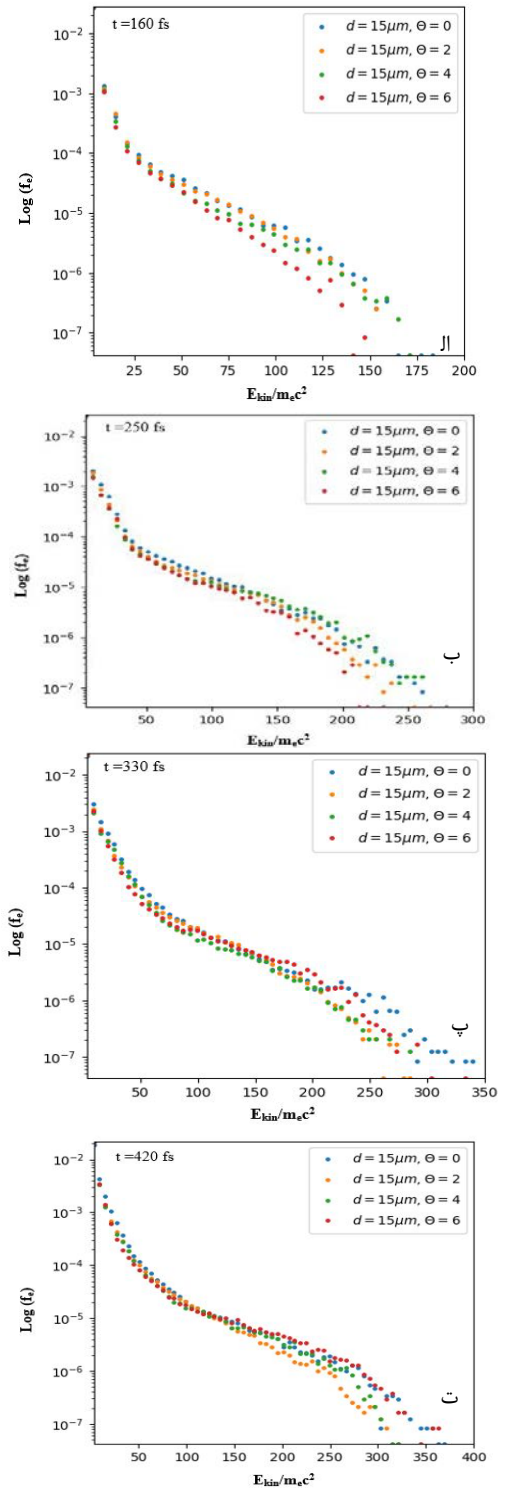 t =160 fs
d = 15μm, Θ = 0
d = 15μm, Θ = 2
d = 15μm, Θ = 4
d = 15μm, Θ = 6
10⁻²
10⁻³
10⁻⁴
10⁻⁵
10⁻⁶
10⁻⁷
Log (fₑ)
الـ
25 50 75 100 125 150 175 200
Eₖᵢₙ/mₑc²
t =250 fs
d = 15μm, Θ = 0
d = 15μm, Θ = 2
d = 15μm, Θ = 4
d = 15μm, Θ = 6
10⁻²
10⁻³
10⁻⁴
10⁻⁵
10⁻⁶
10⁻⁷
Log (fₑ)
ب
50 100 150 200 250 300
Eₖᵢₙ/mₑc²
t =330 fs
d = 15μm, Θ = 0
d = 15μm, Θ = 2
d = 15μm, Θ = 4
d = 15μm, Θ = 6
10⁻²
10⁻³
10⁻⁴
10⁻⁵
10⁻⁶
10⁻⁷
Log (fₑ)
پ
50 100 150 200 250 300 350
Eₖᵢₙ/mₑc²
t =420 fs
d = 15μm, Θ = 0
d = 15μm, Θ = 2
d = 15μm, Θ = 4
d = 15μm, Θ = 6
10⁻²
10⁻³
10⁻⁴
10⁻⁵
10⁻⁶
10⁻⁷
Log (fₑ)
ت
50 100 150 200 250 300 350 400
Eₖᵢₙ/mₑc²